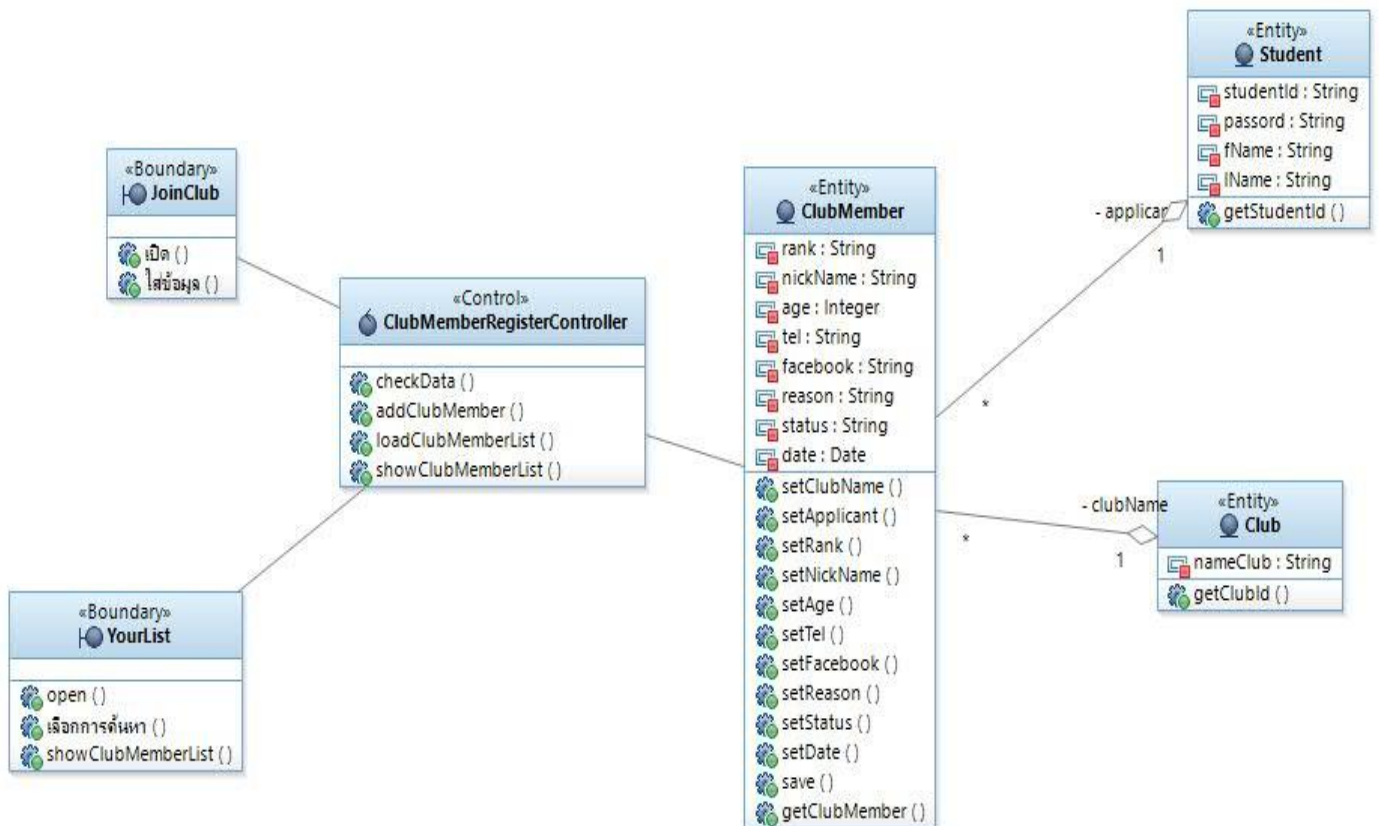 «Boundary»
JoinClub
เปิด ()
ใส่ข้อมูล ()
«Control»
ClubMemberRegisterController
checkData ()
addClubMember ()
loadClubMemberList ()
showClubMemberList ()
«Boundary»
YourList
open ()
เลือกการค้นหา ()
showClubMemberList ()
«Entity»
ClubMember
rank : String
nickName : String
age : Integer
tel : String
facebook : String
reason : String
status : String
date : Date
setClubName ()
setApplicant ()
setRank ()
setNickName ()
setAge ()
setTel ()
setFacebook ()
setReason ()
setStatus ()
setDate ()
save ()
getClubMember ()
«Entity»
Student
studentId : String
passord : String
fName : String
lName : String
getStudentId ()
- applicar
1
*
- clubName
1
*
«Entity»
Club
nameClub : String
getClubId ()